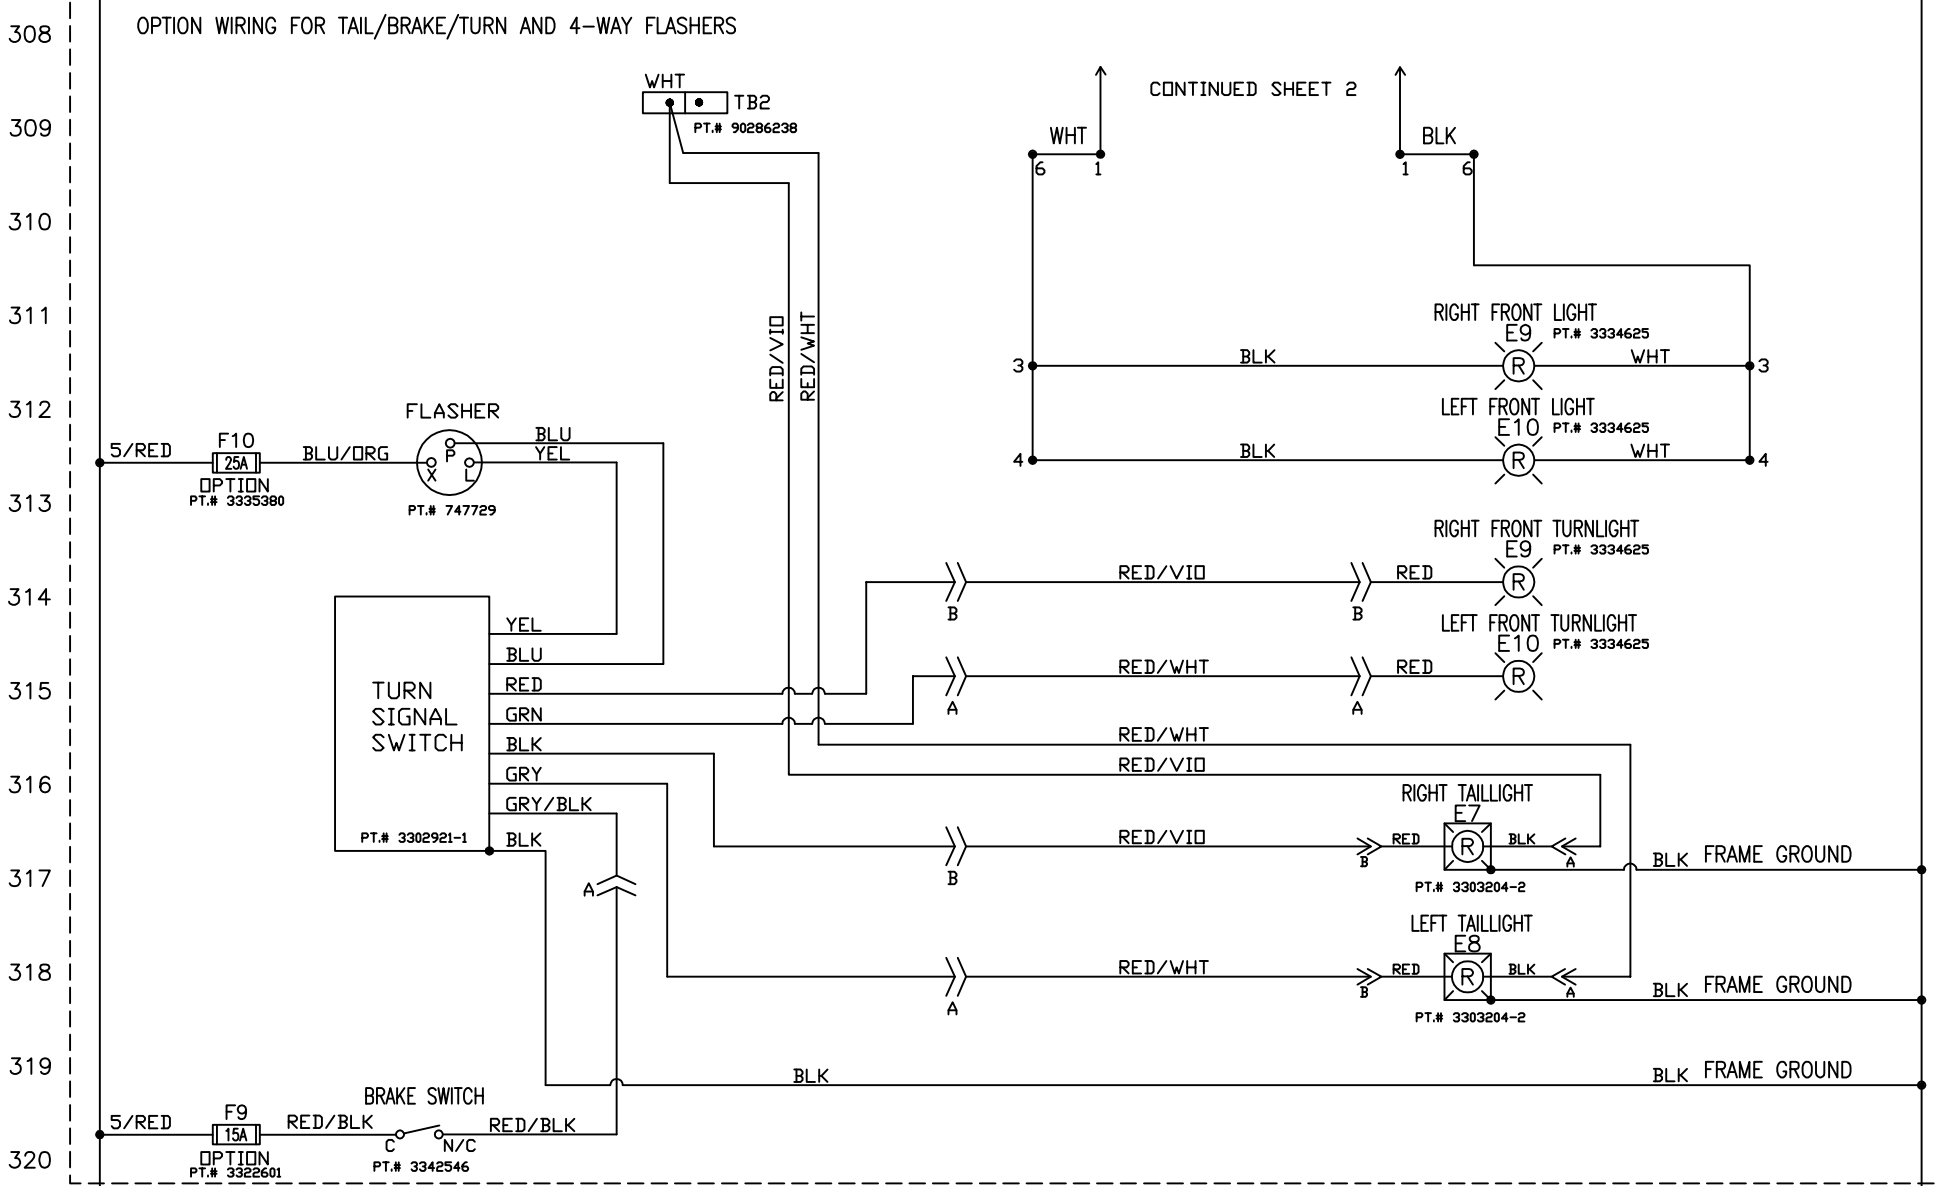 308
OPTION WIRING FOR TAIL/BRAKE/TURN AND 4-WAY FLASHERS
WHT
TB2
PT.# 90286238
CONTINUED SHEET 2
309
WHT
BLK
6 1
1 6
310
311
RED/VIO
RED/WHT
RIGHT FRONT LIGHT
E9 PT.# 3334625
3 BLK R WHT 3
312
LEFT FRONT LIGHT
E10 PT.# 3334625
4 BLK R WHT 4
FLASHER
5/RED
F10
25A
OPTION
PT.# 3335380
BLU/ORG
P
X L
BLU
YEL
PT.# 747729
313
RIGHT FRONT TURNLIGHT
E9 PT.# 3334625
314
RED/VIO
RED
R
B
B
LEFT FRONT TURNLIGHT
E10 PT.# 3334625
RED/WHT
RED
R
A
A
315
TURN
SIGNAL
SWITCH
PT.# 3302921-1
YEL
BLU
RED
GRN
BLK
GRY
GRY/BLK
BLK
RED/WHT
RED/VIO
316
RIGHT TAILLIGHT
E7
RED/VIO
RED
R
BLK
B
B
A
PT.# 3303204-2
BLK FRAME GROUND
317
A
LEFT TAILLIGHT
E8
318
RED/WHT
RED
R
BLK
A
B
A
PT.# 3303204-2
BLK FRAME GROUND
319
BLK
BLK FRAME GROUND
BRAKE SWITCH
5/RED
F9
15A
OPTION
PT.# 3322601
RED/BLK
C
N/C
RED/BLK
PT.# 3342546
320